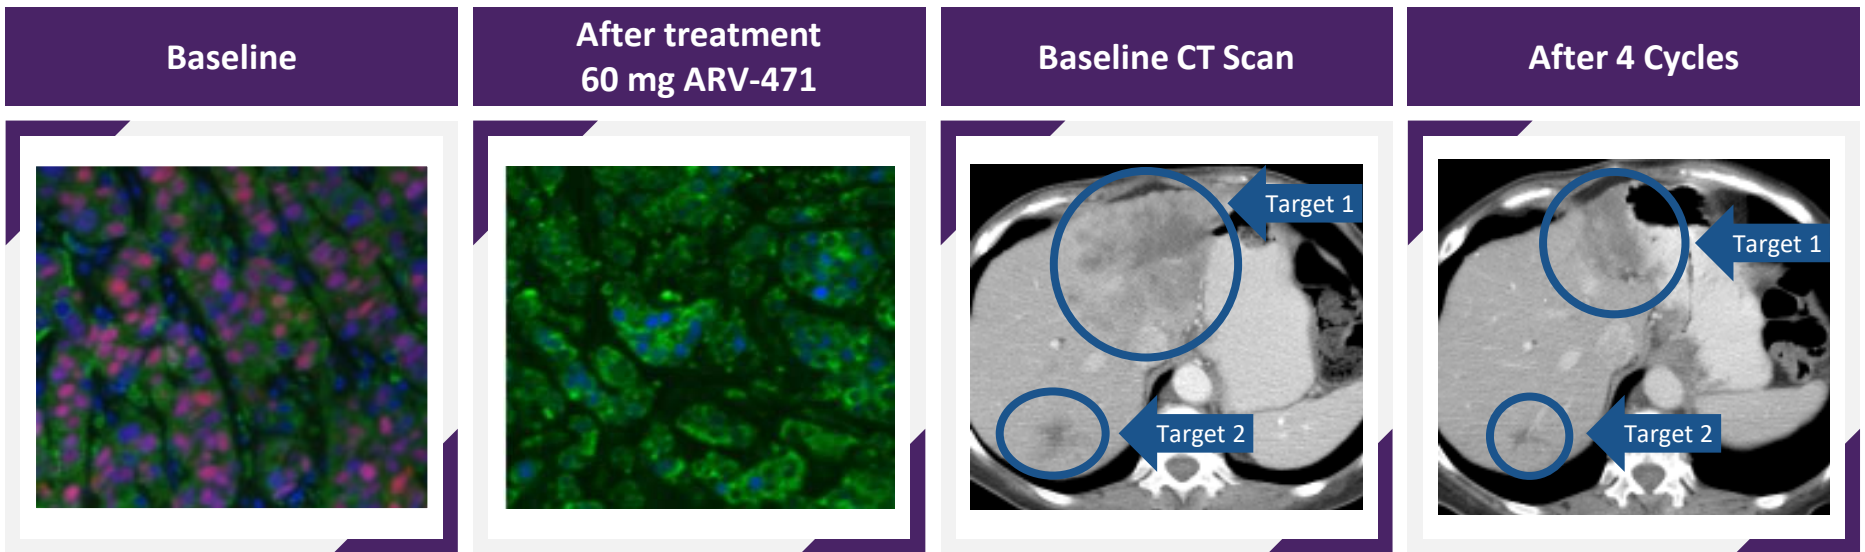 Baseline
After treatment
60 mg ARV-471
Baseline CT Scan
After 4 Cycles
Target 1
Target 2
Target 1
Target 2